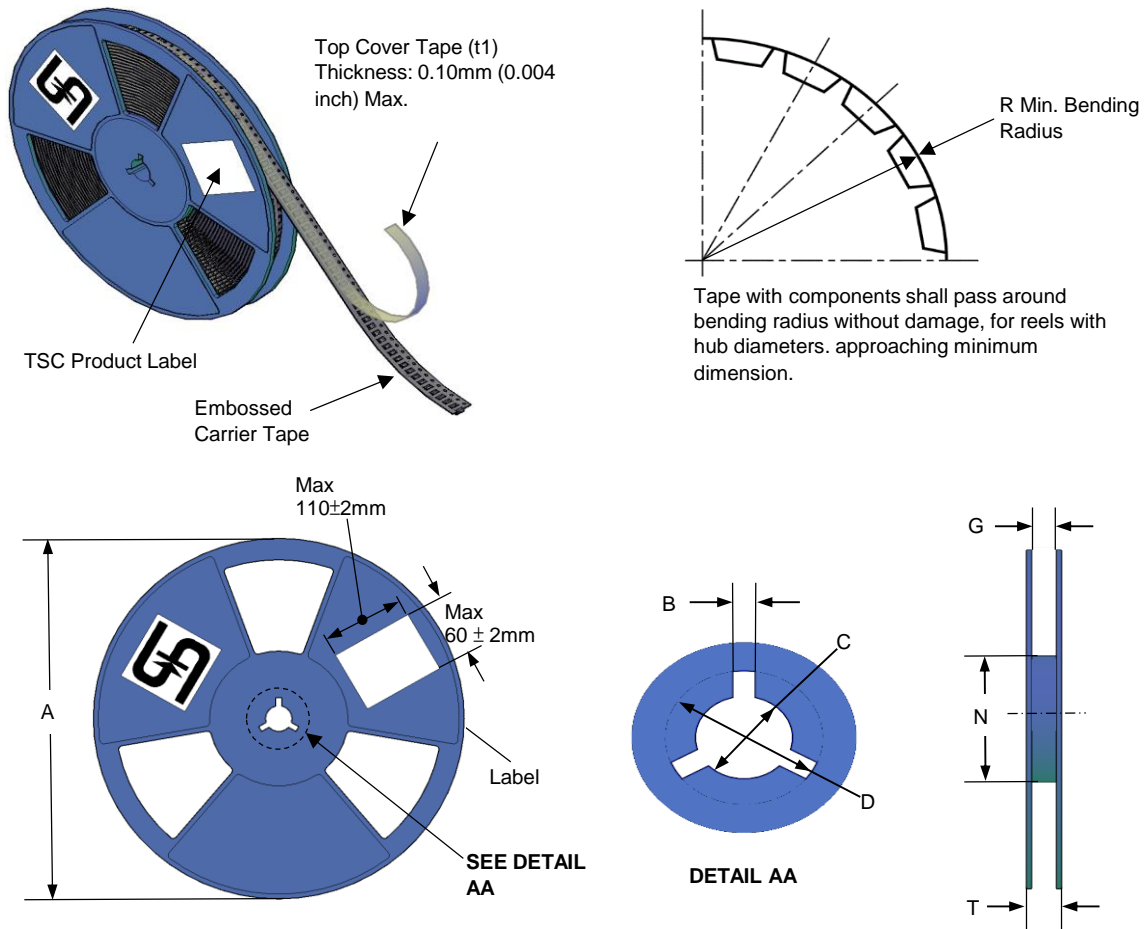 Top Cover Tape (t1)
Thickness: 0.10mm (0.004
inch) Max.
R Min. Bending
Radius
Tape with components shall pass around
bending radius without damage, for reels with
hub diameters. approaching minimum
dimension.
TSC Product Label
Embossed
Carrier Tape
Max
110±2mm
Max
60 ± 2mm
A
Label
SEE DETAIL
AA
B
C
D
DETAIL AA
G
N
T